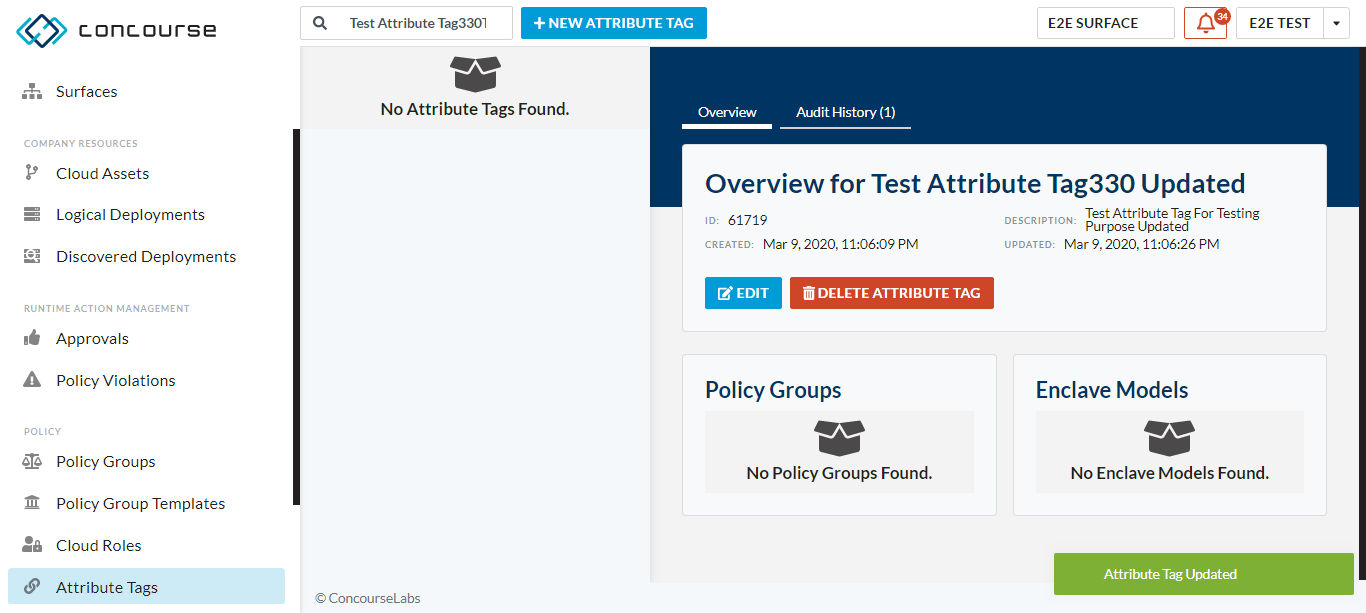 concourse
Test Attribute Tag330T
NEW ATTRIBUTE TAG
E2E SURFACE
34
E2E TEST
Surfaces
COMPANY RESOURCES
Cloud Assets
Logical Deployments
Discovered Deployments
RUNTIME ACTION MANAGEMENT
Approvals
Policy Violations
POLICY
Policy Groups
Policy Group Templates
Cloud Roles
Attribute Tags
No Attribute Tags Found.
Overview
Audit History (1)
Overview for Test Attribute Tag330 Updated
ID: 61719
DESCRIPTION: Test Attribute Tag For Testing
Purpose Updated
CREATED: Mar 9, 2020, 11:06:09 PM
UPDATED: Mar 9, 2020, 11:06:26 PM
EDIT
DELETE ATTRIBUTE TAG
Policy Groups
No Policy Groups Found.
Enclave Models
No Enclave Models Found.
Attribute Tag Updated
© ConcourseLabs